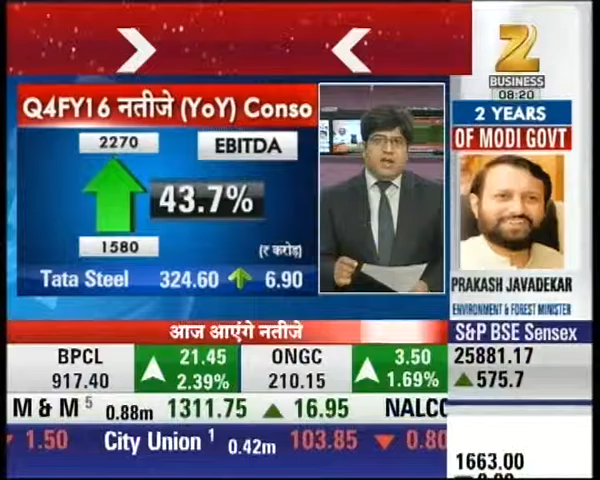 Z
BUSINESS
08:20
Q4FY16 नतीजे (YoY) Conso
2270
EBITDA
43.7%
1580
(₹ करोड़)
Tata Steel 324.60 6.90
2 YEARS
OF MODI GOVT
PRAKASH JAVADEKAR
ENVIRONMENT & FOREST MINISTER
आज आएंगे नतीजे
BPCL 21.45 ONGC 3.50
917.40 2.39% 210.15 1.69%
S&P BSE Sensex
25881.17
575.7
M & M 5 0.88m 1311.75 16.95 NALCO
1.50 City Union 1 0.42m 103.85 0.80
1663.00